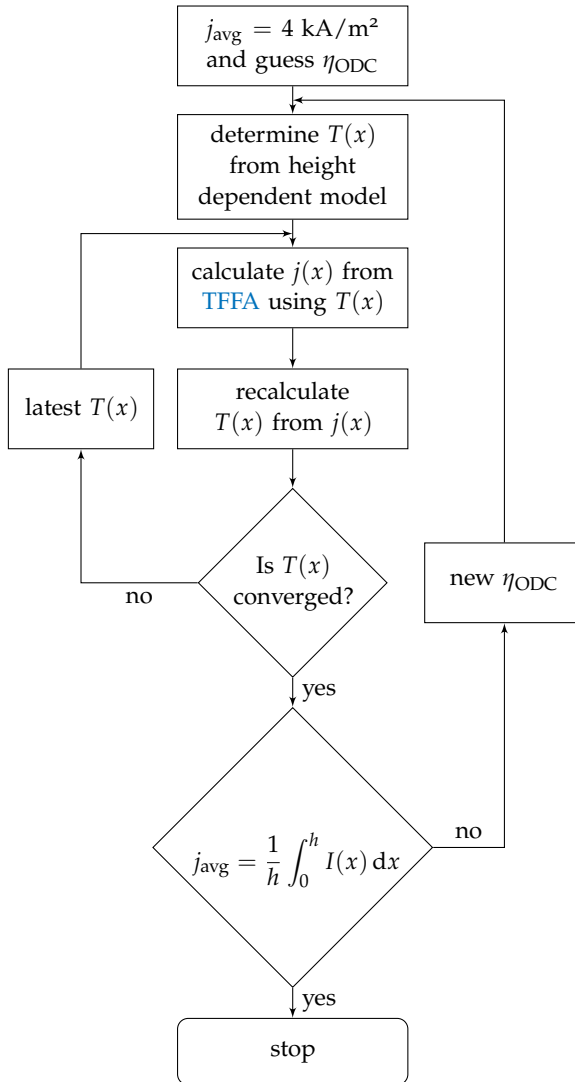 j_avg = 4 kA/m²
and guess η_ODC
determine T(x)
from height
dependent model
calculate j(x) from
TFFA using T(x)
latest T(x)
recalculate
T(x) from j(x)
Is T(x)
converged?
no
new η_ODC
yes
j_avg = 1/h ∫_0^h I(x) dx
no
yes
stop